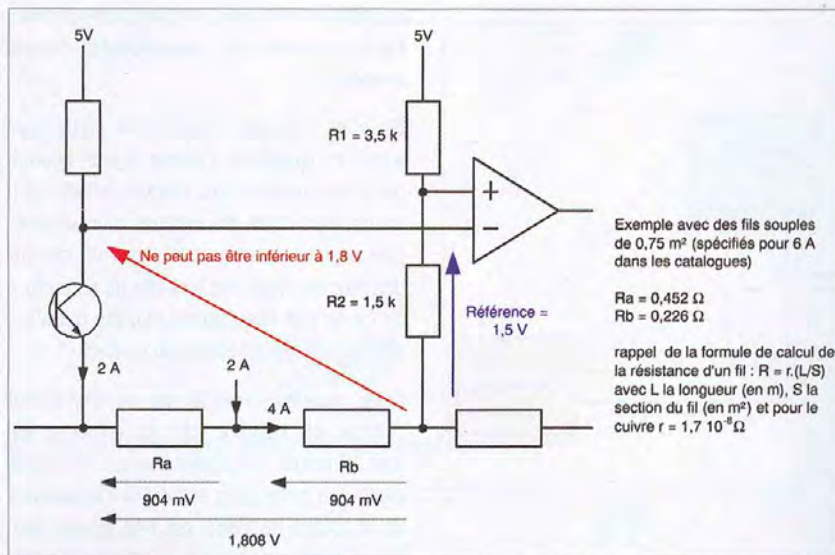 5V
5V
R1 = 3,5 k
+
−
Ne peut pas être inférieur à 1,8 V
R2 = 1,5 k
Référence =
1,5 V
2 A
2 A
4 A
Ra
Rb
904 mV
904 mV
1,808 V
Exemple avec des fils souples
de 0,75 m² (spécifiés pour 6 A
dans les catalogues)
Ra = 0,452 Ω
Rb = 0,226 Ω
rappel de la formule de calcul de
la résistance d'un fil : R = r.(L/S)
avec L la longueur (en m), S la
section du fil (en m²) et pour le
cuivre r = 1,7 10⁻⁸Ω